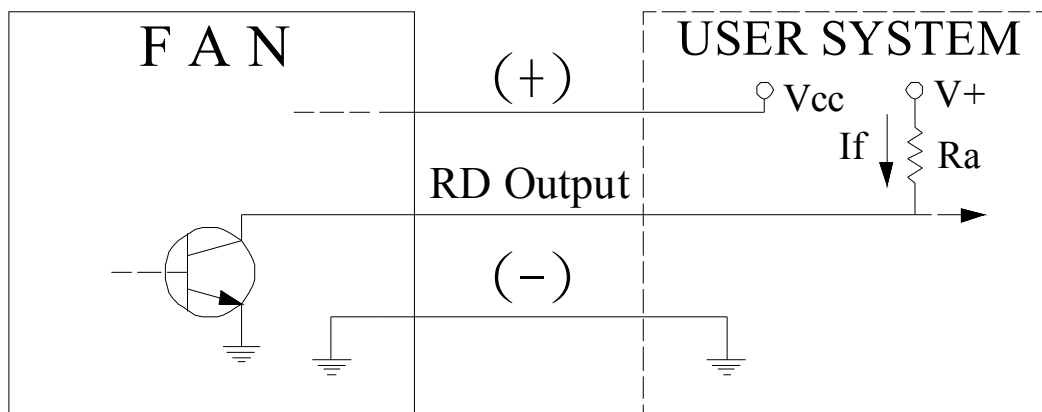 F A N
USER SYSTEM
(+)
Vcc
V+
If
Ra
RD Output
(-)